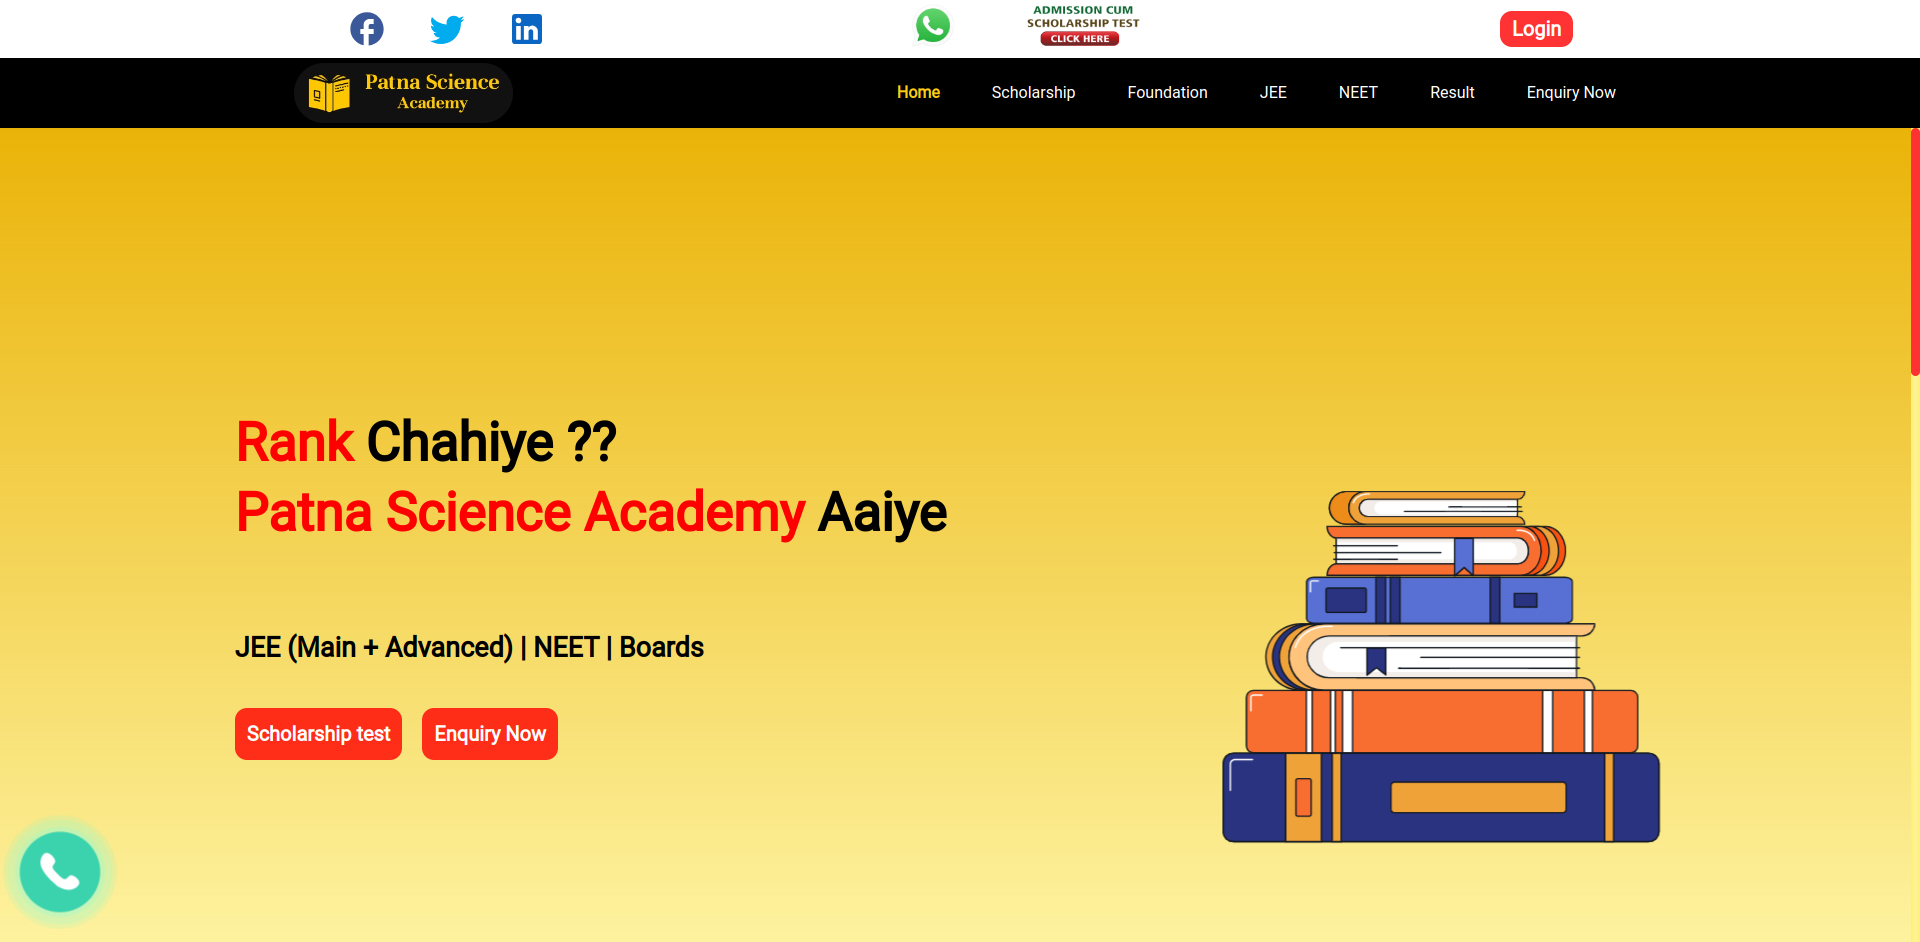 ADMISSION CUM
SCHOLARSHIP TEST
CLICK HERE
Login
Patna Science
Academy
Home Scholarship Foundation JEE NEET Result Enquiry Now
Rank Chahiye ??
Patna Science Academy Aaiye
JEE (Main + Advanced) | NEET | Boards
Scholarship test Enquiry Now